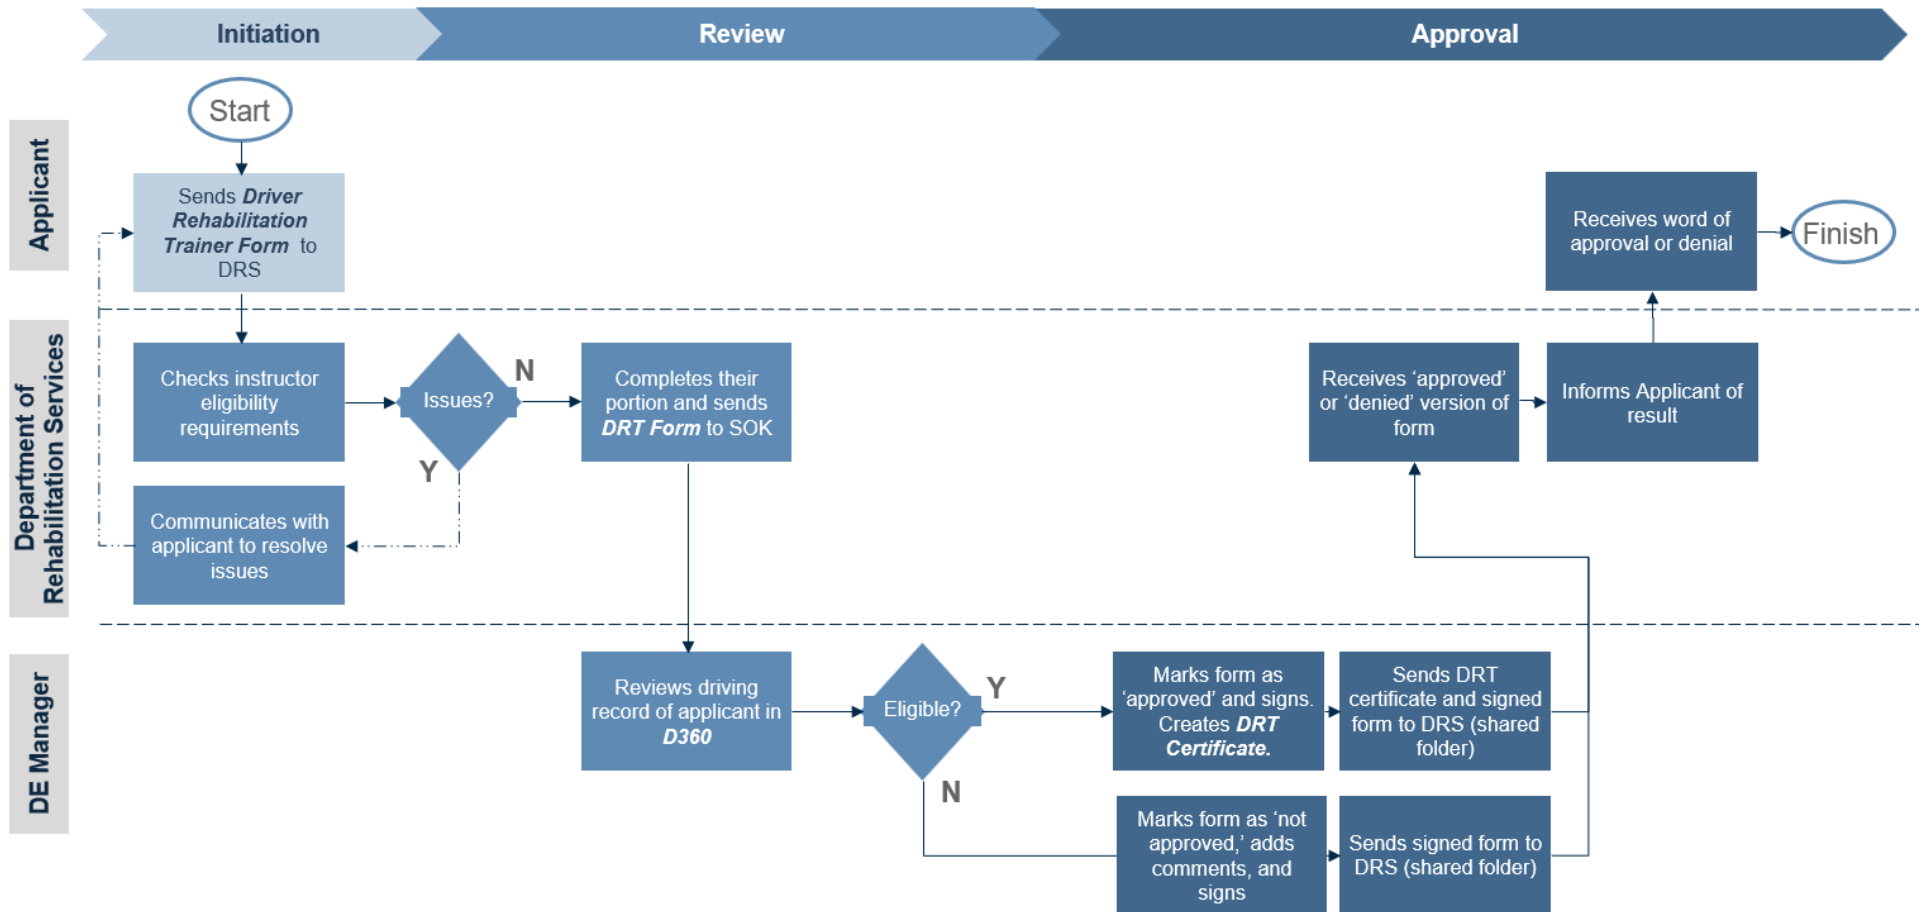 Initiation
Review
Approval
Start
Applicant
Sends Driver
Rehabilitation
Trainer Form to
DRS
Receives word of
approval or denial
Finish
Department of
Rehabilitation Services
Checks instructor
eligibility
requirements
Issues?
N
Y
Completes their
portion and sends
DRT Form to SOK
Communicates with
applicant to resolve
issues
Receives ‘approved’
or ‘denied’ version of
form
Informs Applicant of
result
DE Manager
Reviews driving
record of applicant in
D360
Eligible?
Y
N
Marks form as
‘approved’ and signs.
Creates DRT
Certificate.
Sends DRT
certificate and signed
form to DRS (shared
folder)
Marks form as ‘not
approved,’ adds
comments, and
signs
Sends signed form to
DRS (shared folder)